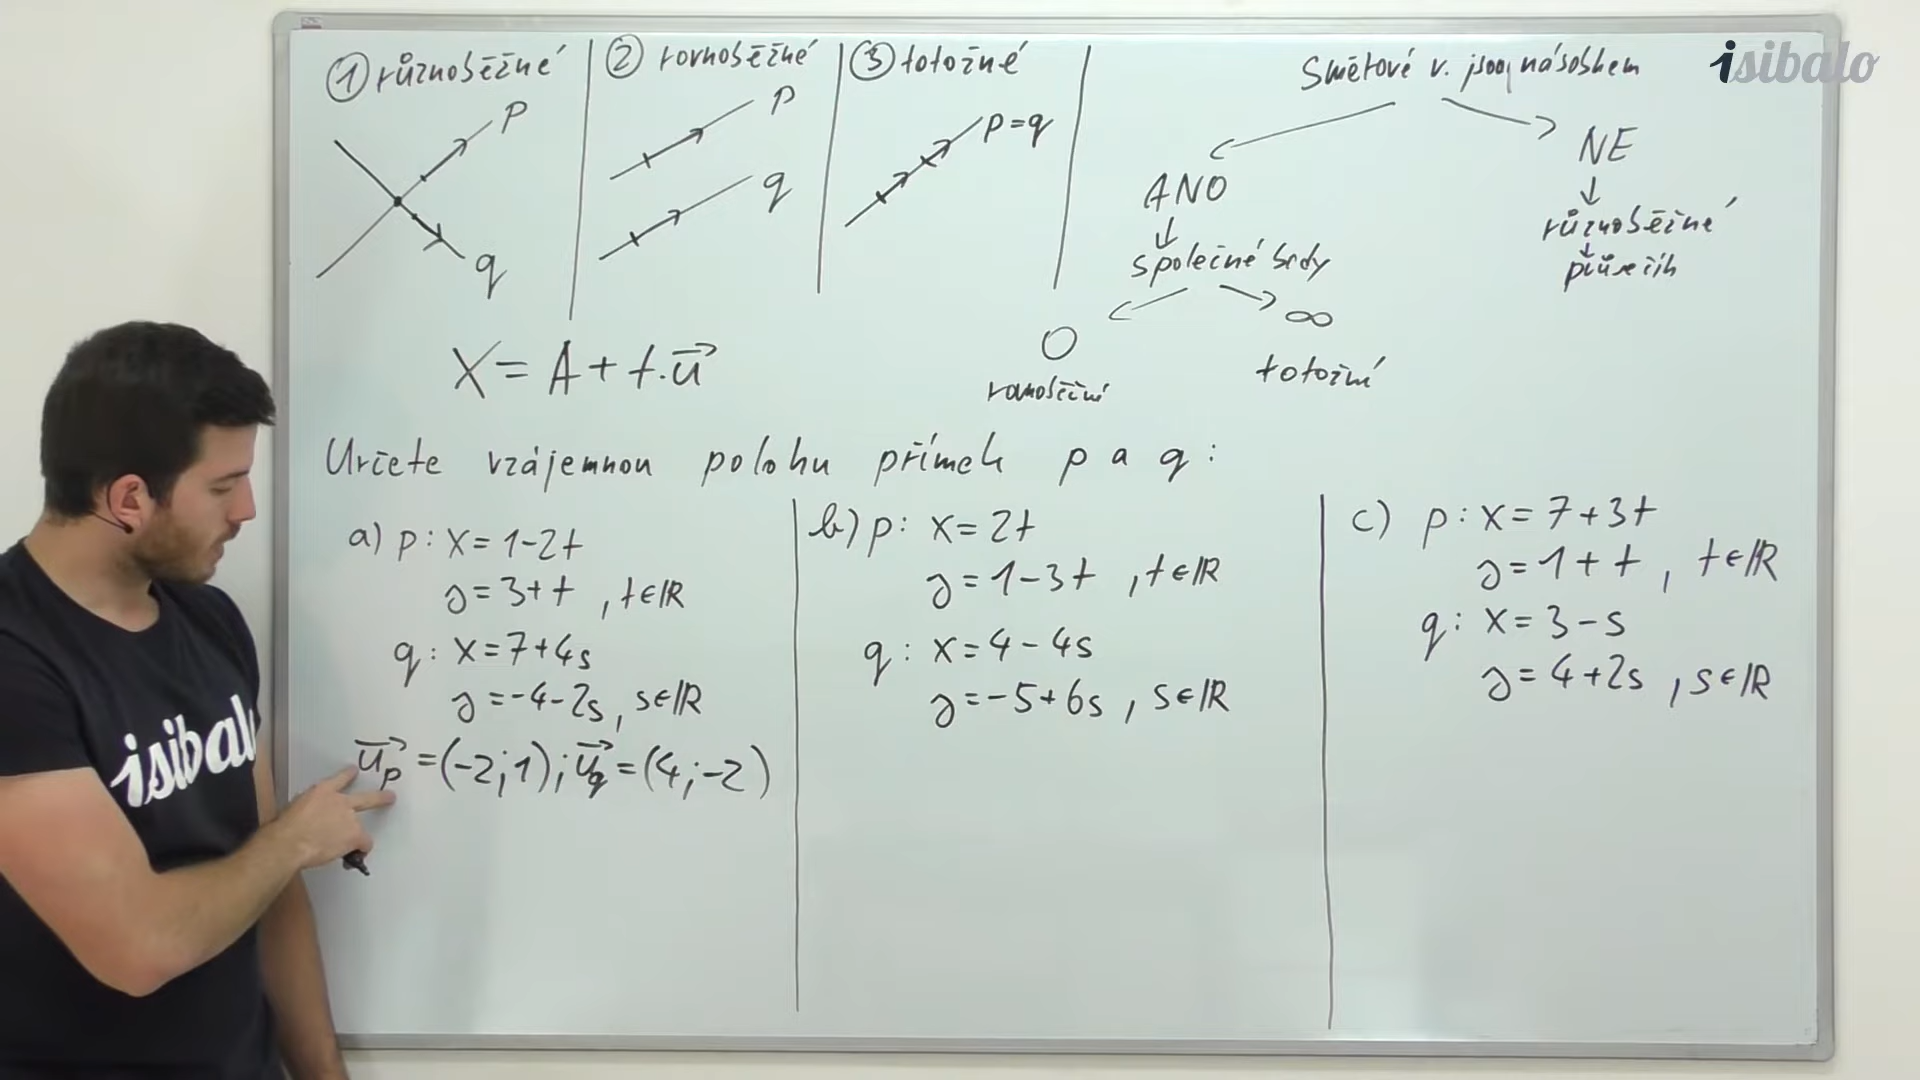 ① různoběžné
p
q
② rovnoběžné
p
q
③ totožné
p=q
Směrové v. jsou násobkem
ANO
společné body
0
rovnoběžné
∞
totožné
NE
různoběžné
průsečík
X = A + t.u⃗
Určete vzájemnou polohu přímek p a q:
a) p: x = 1-2t
y = 3+t , t∈ℝ
q: x = 7+4s
y = -4-2s, s∈ℝ
u⃗p = (-2;1); u⃗q = (4;-2)
b) p: x = 2t
y = 1-3t , t∈ℝ
q: x = 4-4s
y = -5+6s , s∈ℝ
c) p: x = 7+3t
y = 1+t , t∈ℝ
q: x = 3-s
y = 4+2s , s∈ℝ
isibalo
isibalo